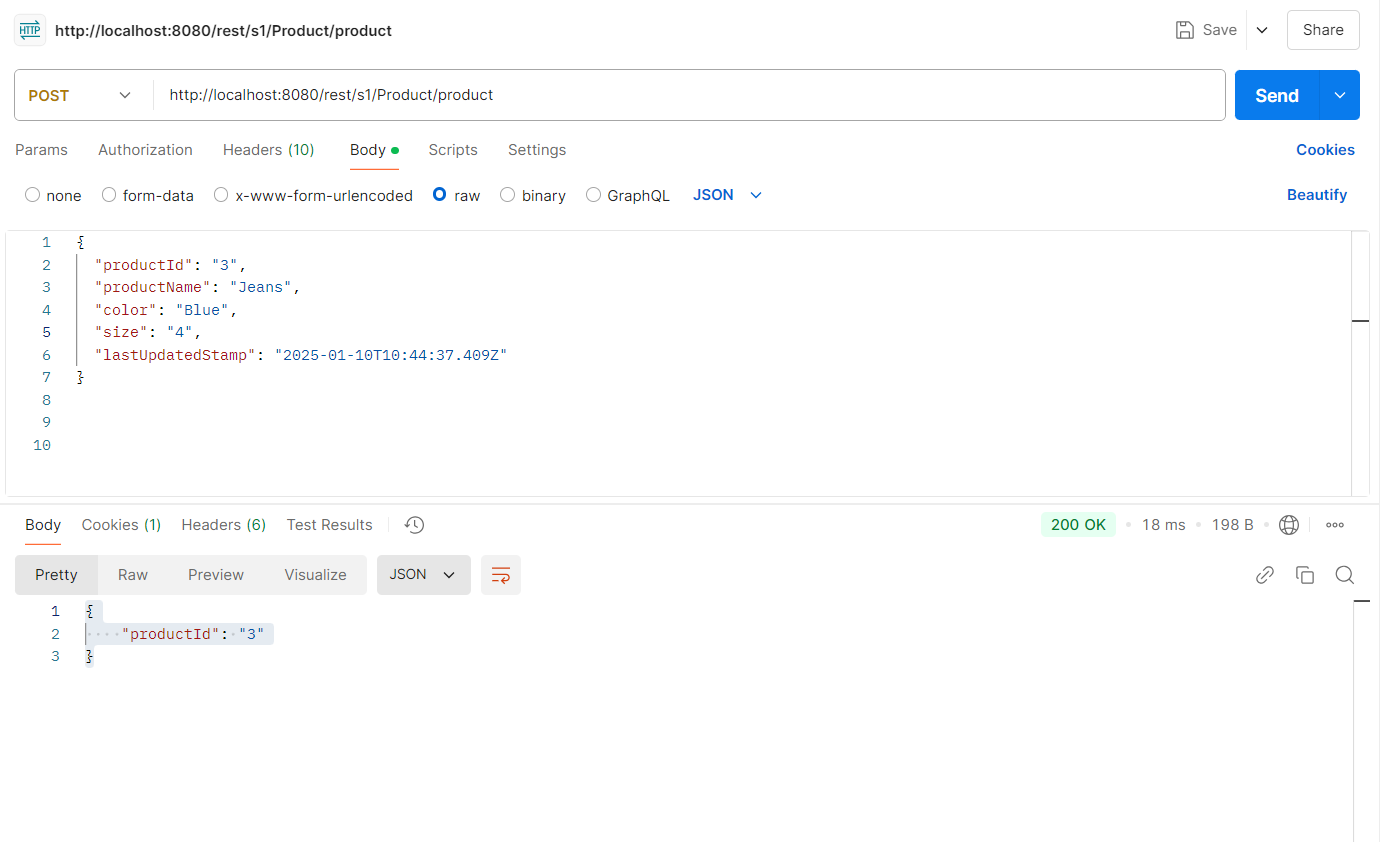 HTTP http://localhost:8080/rest/s1/Product/product Save Share
POST http://localhost:8080/rest/s1/Product/product Send
Params Authorization Headers (10) Body Scripts Settings Cookies
none form-data x-www-form-urlencoded raw binary GraphQL JSON Beautify
1 {
2 "productId": "3",
3 "productName": "Jeans",
4 "color": "Blue",
5 "size": "4",
6 "lastUpdatedStamp": "2025-01-10T10:44:37.409Z"
7 }
8
9
10
Body Cookies (1) Headers (6) Test Results 200 OK 18 ms 198 B
Pretty Raw Preview Visualize JSON
1 {
2 "productId": "3"
3 }